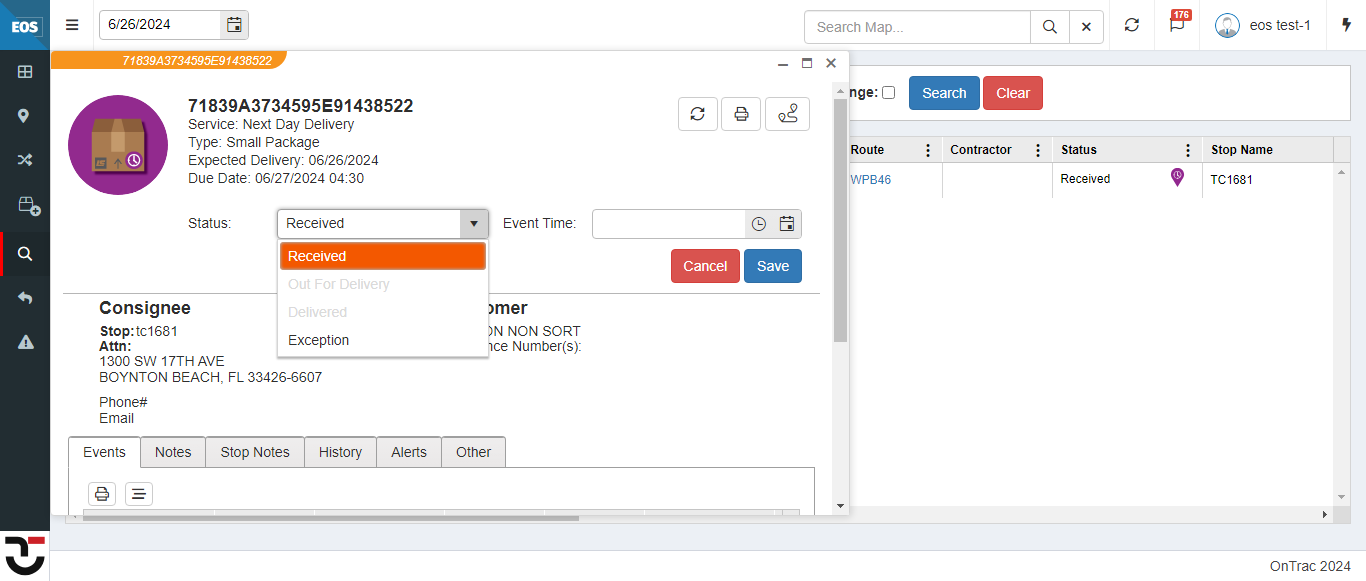 EOS
6/26/2024
Search Map...
176
eos test-1
71839A3734595E91438522
71839A3734595E91438522
Service: Next Day Delivery
Type: Small Package
Expected Delivery: 06/26/2024
Due Date: 06/27/2024 04:30
Status:
Received
Event Time:
Received
Out For Delivery
Delivered
Exception
Cancel
Save
Consignee
Stop: tc1681
Attn:
1300 SW 17TH AVE
BOYNTON BEACH, FL 33426-6607
Phone#
Email
omer
ON NON SORT
nce Number(s):
Events
Notes
Stop Notes
History
Alerts
Other
nge:
Search
Clear
Route
Contractor
Status
Stop Name
WPB46
Received
TC1681
OnTrac 2024